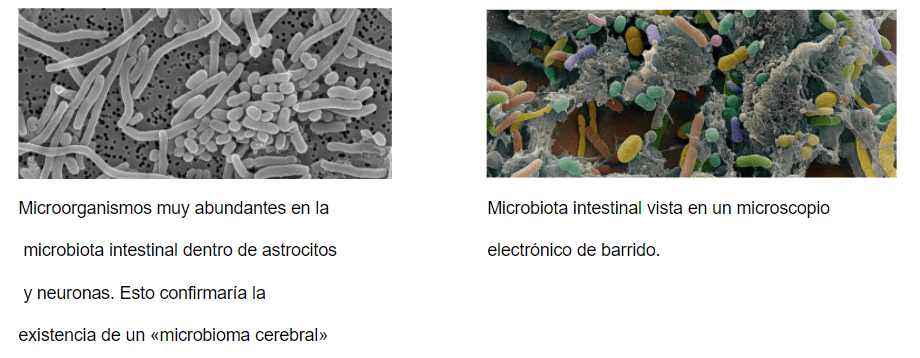 Microorganismos muy abundantes en la
microbiota intestinal dentro de astrocitos
y neuronas. Esto confirmaría la
existencia de un «microbioma cerebral»
Microbiota intestinal vista en un microscopio
electrónico de barrido.